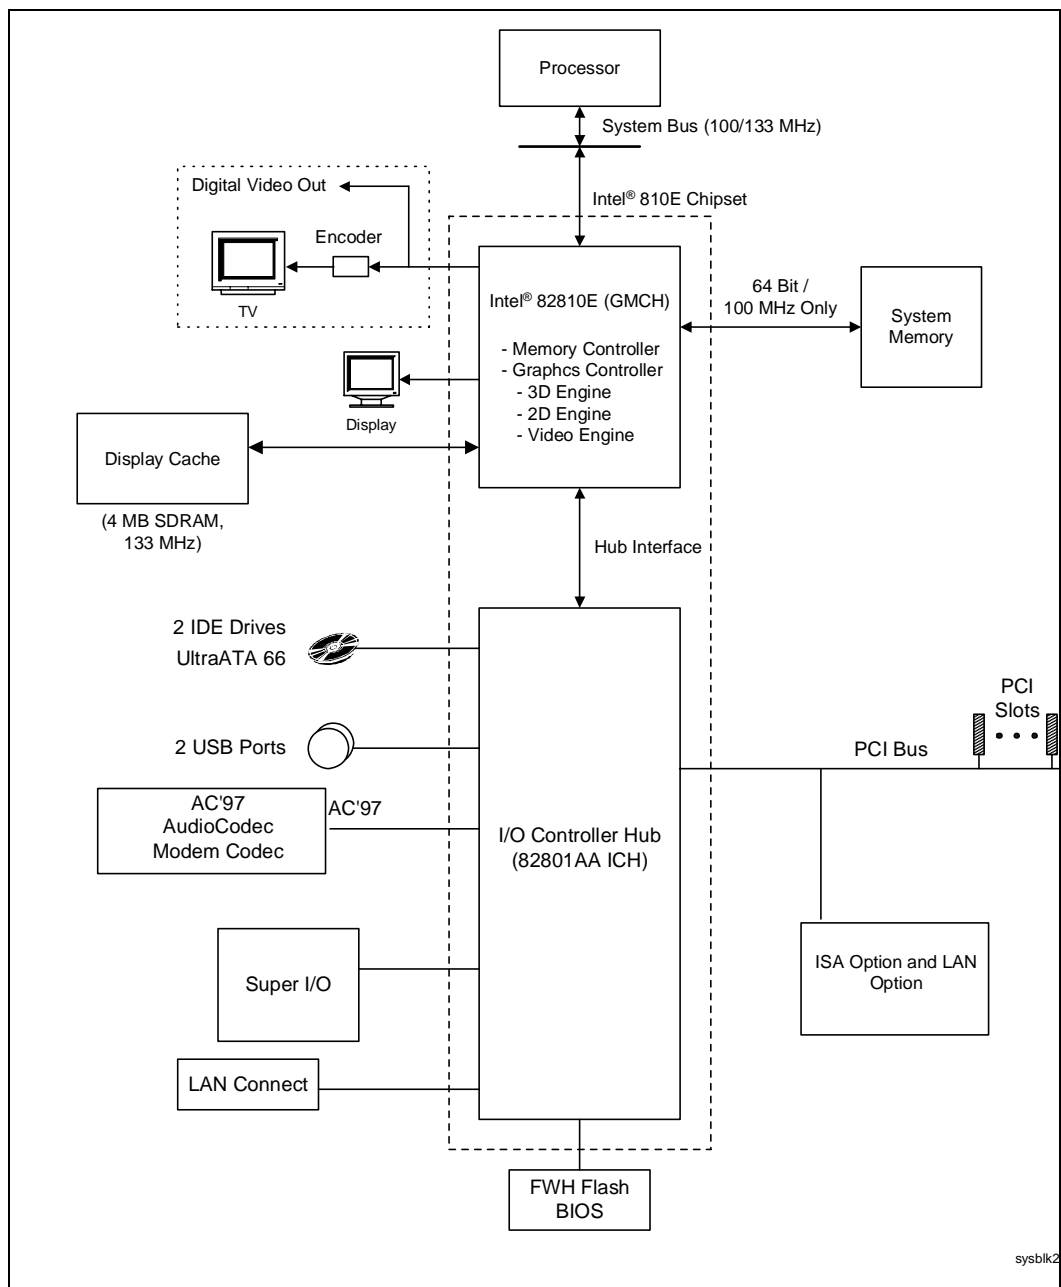 Processor
System Bus (100/133 MHz)
Intel® 810E Chipset
Digital Video Out
Encoder
TV
Intel® 82810E (GMCH)
- Memory Controller
- Graphcs Controller
- 3D Engine
- 2D Engine
- Video Engine
64 Bit /
100 MHz Only
System
Memory
Display
Display Cache
(4 MB SDRAM,
133 MHz)
Hub Interface
2 IDE Drives
UltraATA 66
2 USB Ports
PCI
Slots
PCI Bus
AC'97
AudioCodec
Modem Codec
AC'97
I/O Controller Hub
(82801AA ICH)
Super I/O
ISA Option and LAN
Option
LAN Connect
FWH Flash
BIOS
sysblk2